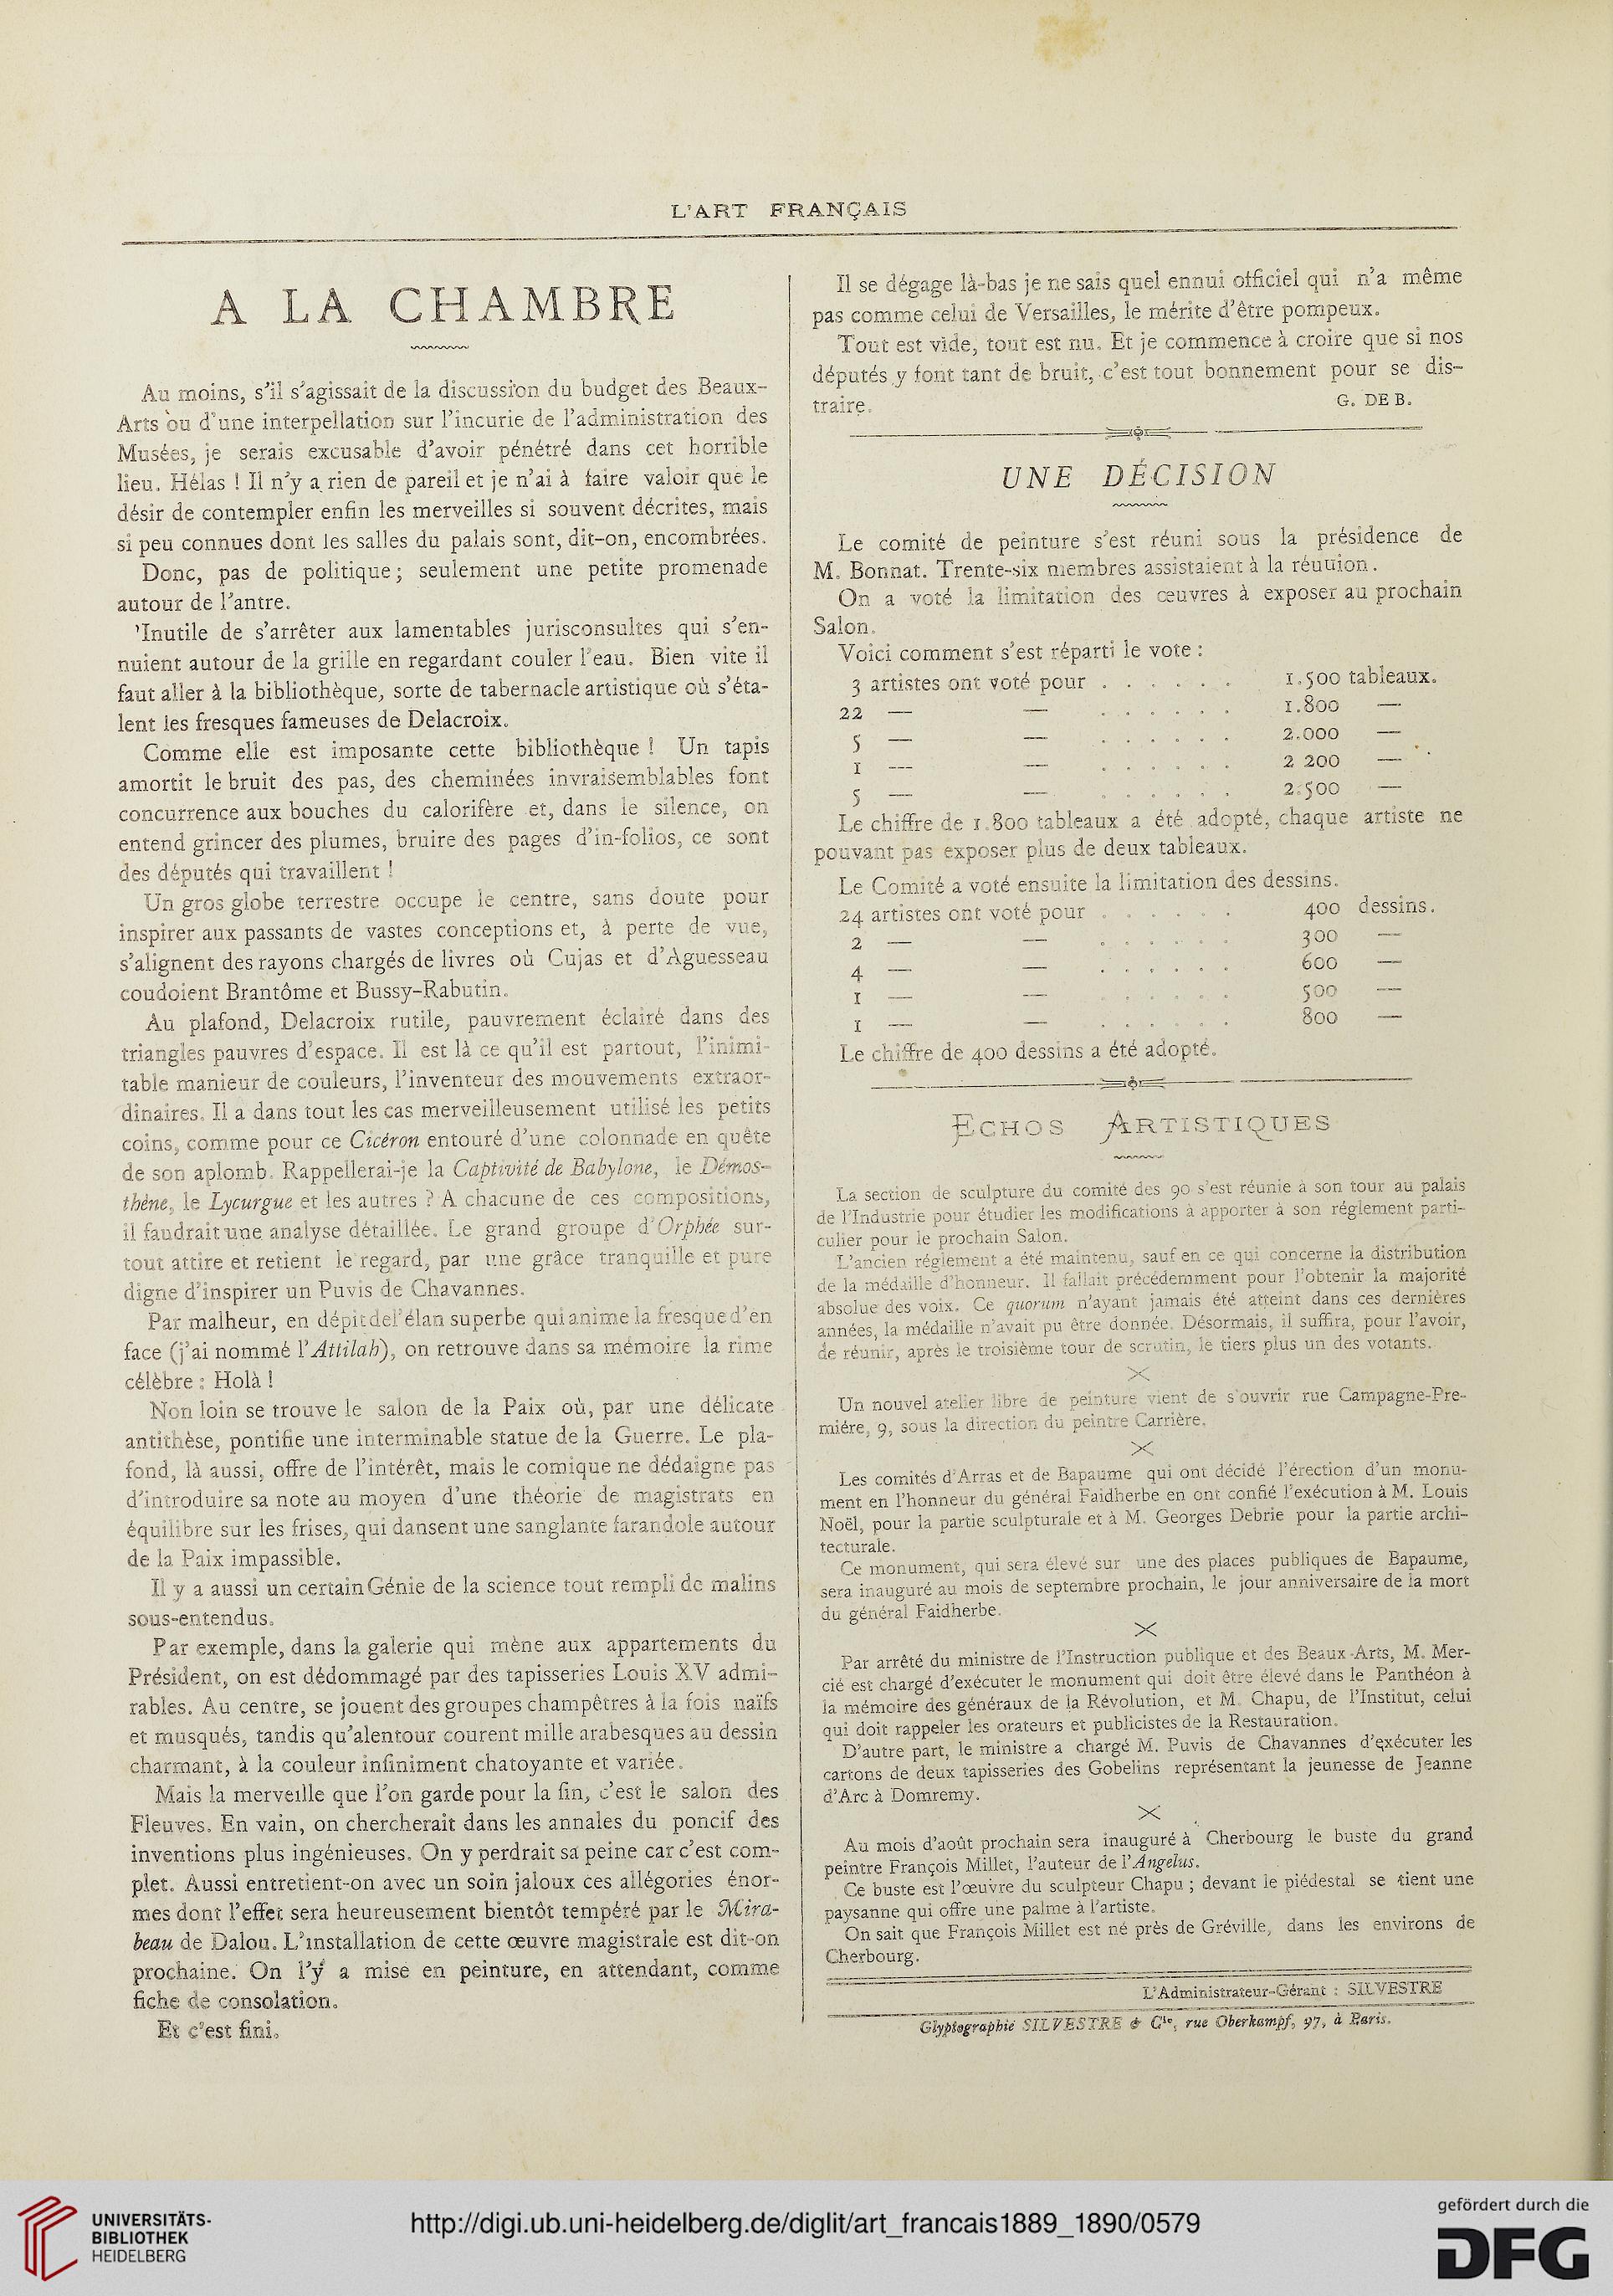 L'ART FRANÇAIS
A LA CHAMBRE
Au moins, s'il s'agissait de la discussion du budget des Beaux-
Arts ou d'une interpellation sur l'incurie de l'administration des
Musées, je serais excusable d'avoir pénétré dans cet horrible
lieu. Hélas ! Il n'y a rien de pareil et je n'ai à faire valoir que le
désir de contempler enfin les merveilles si souvent décrites, mais
si peu connues dont les salles du palais sont, dit-on, encombrées.
Donc, pas de politique; seulement une petite promenade
autour de l'antre.
'Inutile de s'arrêter aux lamentables jurisconsultes qui s'en-
nuient autour de la grille en regardant couler l'eau. Bien vite il
faut aller à la bibliothèque, sorte de tabernacle artistique où s'éta-
lent les fresques fameuses de Delacroix.
Comme elle est imposante cette bibliothèque ! Un tapis
amortit le bruit des pas, des cheminées invraisemblables font
concurrence aux bouches du calorifère et, dans le silence, on
entend grincer des plumes, bruire des pages d'in-folios, ce sont
des députés qui travaillent !
Un gros globe terrestre occupe le centre, sans doute pour
inspirer aux passants de vastes conceptions et, à perte de vue,
s'alignent des rayons chargés de livres où Cujas et d'Aguesseau
coudoient Brantôme et Bussy-Rabutin.
Au plafond, Delacroix rutile, pauvrement éclairé dans des
triangles pauvres d'espace. Il est là ce qu'il est partout, l'inimi-
table manieur de couleurs, l'inventeur des mouvements extraor-
dinaires. Il a dans tout les cas merveilleusement utilisé les petits
coins, comme pour ce Cicéron entouré d'une colonnade en quête
de son aplomb. Rappellerai-je la Captivité de Babylone, le Démos-
thène, le Lycurgue et les autres ? A chacune de ces compositions,
il faudrait une analyse détaillée. Le grand groupe d'Orphée sur-
tout attire et retient le regard, par une grâce tranquille et pure
digne d'inspirer un Puvis de Chavannes.
Par malheur, en dépit del'élan superbe qui anime la fresque d'en
face (j'ai nommé l'Attilah), on retrouve dans sa mémoire la rime
célèbre : Holà !
Non loin se trouve le salon de la Paix où, par une délicate
antithèse, pontifie une interminable statue de la Guerre. Le pla-
fond, là aussi, offre de l'intérêt, mais le comique ne dédaigne pas
d'introduire sa note au moyen d'une théorie de magistrats en
équilibre sur les frises, qui dansent une sanglante farandole autour
de la Paix impassible.
Il y a aussi un certain Génie de la science tout rempli de malins
sous-entendus.
Par exemple, dans la galerie qui mène aux appartements du
Président, on est dédommagé par des tapisseries Louis XV admi-
rables. Au centre, se jouent des groupes champêtres à la fois naïfs
et musqués, tandis qu'alentour courent mille arabesques au dessin
charmant, à la couleur infiniment chatoyante et variée.
Mais la merveille que l'on garde pour la fin, c'est le salon des
Fleuves. En vain, on chercherait dans les annales du poncif des
inventions plus ingénieuses. On y perdrait sa peine car c'est com-
plet. Aussi entretient-on avec un soin jaloux ces allégories énor-
mes dont l'effet sera heureusement bientôt tempéré par le Mira-
beau de Dalou. L'installation de cette œuvre magistrale est dit-on
prochaine. On l'y a mise en peinture, en attendant, comme
fiche de consolation.
Et c'est fini.
Il se dégage là-bas je ne sais quel ennui officiel qui n'a même
pas comme celui de Versailles, le mérite d'être pompeux.
Tout est vide, tout est nu. Et je commence à croire que si nos
députés y font tant de bruit, c'est tout bonnement pour se dis-
traire. G. DE B.
UNE DÉCISION
Le comité de peinture s'est réuni sous la présidence de
M. Bonnat. Trente-six membres assistaient à la réuuion.
On a voté la limitation des œuvres à exposer au prochain
Salon.
Voici comment s'est réparti le vote :
3 artistes ont voté pour . . . . . . 1.500 tableaux.
22 — — . . . . . . 1.800 —
5 — — . . . . . . 2.000 —
1 — — . . . . . . 2 200 —
5 — — . . . . . . 2.500 —
Le chiffre de 1.800 tableaux a été adopté, chaque artiste ne
pouvant pas exposer plus de deux tableaux.
Le Comité a voté ensuite la limitation des dessins.
24 artistes ont voté pour . . . . . . 400 dessins.
2 — — . . . . . . 300 —
4 — — . . . . . . 600 —
1 — — . . . . . . 500 —
1 — — . . . . . . 800 —
Le chiffre de 400 dessins a été adopté.
ECHOS ARTISTIQUES
La section de sculpture du comité des 90 s'est réunie à son tour au palais
de l'Industrie pour étudier les modifications à apporter à son réglement parti-
culier pour le prochain Salon.
L'ancien réglement a été maintenu, sauf en ce qui concerne la distribution
de la médaille d'honneur. Il fallait précédemment pour l'obtenir la majorité
absolue des voix. Ce quorum n'ayant jamais été atteint dans ces dernières
années, la médaille n'avait pu être donnée. Désormais, il suffira, pour l'avoir,
de réunir, après le troisième tour de scrutin, le tiers plus un des votants.
Un nouvel atelier libre de peinture vient de s'ouvrir rue Campagne-Pre-
miére, 9, sous la direction du peintre Carrière.
Les comités d'Arras et de Bapaume qui ont décidé l'érection d'un monu-
ment en l'honneur du général Faidherbe en ont confié l'exécution à M. Louis
Noël, pour la partie sculpturale et à M. Georges Debrie pour la partie archi-
tecturale.
Ce monument, qui sera élevé sur une des places publiques de Bapaume,
sera inauguré au mois de septembre prochain, le jour anniversaire de la mort
du général Faidherbe.
Par arrêté du ministre de l'Instruction publique et des Beaux-Arts, M. Mer-
cié est chargé d'exécuter le monument qui doit être élevé dans le Panthéon à
la mémoire des généraux de la Révolution, et M. Chapu, de l'Institut, celui
qui doit rappeler les orateurs et publicistes de la Restauration.
D'autre part, le ministre a chargé M. Puvis de Chavannes d'exécuter les
cartons de deux tapisseries des Gobelins représentant la jeunesse de Jeanne
d'Arc à Domremy.
Au mois d'août prochain sera inauguré à Cherbourg le buste du grand
peintre François Millet, l'auteur de l'Angelus.
Ce buste est l'œuvre du sculpteur Chapu ; devant le piédestal se tient une
paysanne qui offre une palme à l'artiste.
On sait que François Millet est né près de Gréville, dans les environs de
Cherbourg.
L'Administrateur-Gérant : SILVESTRE
Glyptographie SILVESTRE & Cie, rue Oberkampf, 97, à Paris.
UNIVERSITÄTS-
BIBLIOTHEK
HEIDELBERG
http://digi.ub.uni-heidelberg.de/diglit/art_francais1889_1890/0579
gefördert durch die
DFG